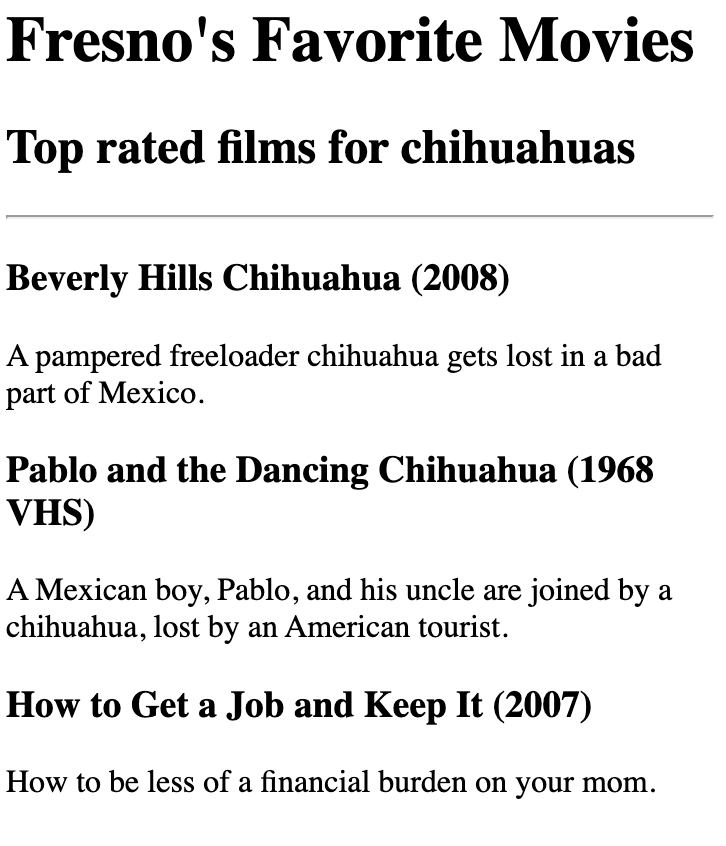 Fresno's Favorite Movies
Top rated films for chihuahuas
Beverly Hills Chihuahua (2008)
A pampered freeloader chihuahua gets lost in a bad
part of Mexico.
Pablo and the Dancing Chihuahua (1968
VHS)
A Mexican boy, Pablo, and his uncle are joined by a
chihuahua, lost by an American tourist.
How to Get a Job and Keep It (2007)
How to be less of a financial burden on your mom.